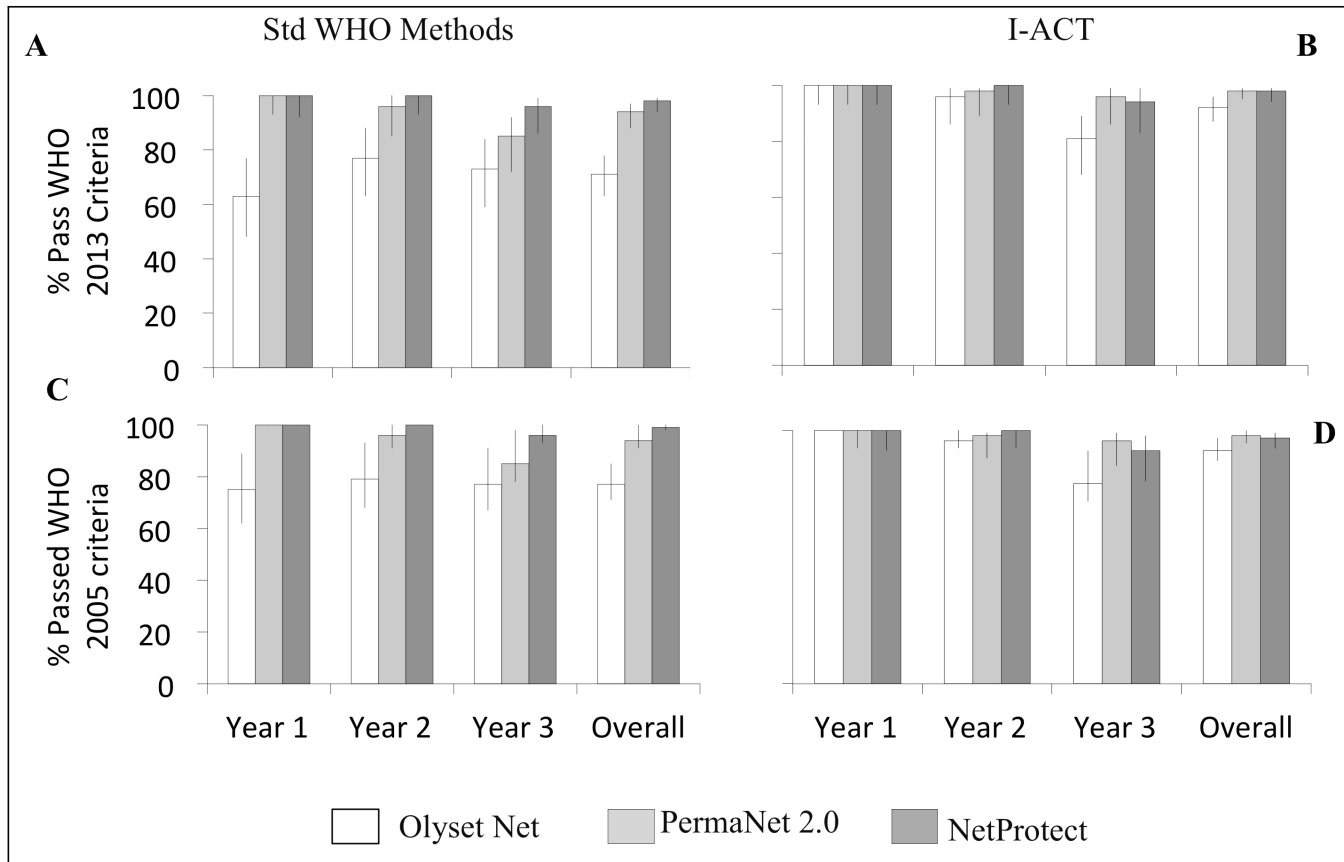 Std WHO Methods
I-ACT
A
B
% Pass WHO
2013 Criteria
100
80
60
40
20
0
C
D
% Passed WHO
2005 criteria
100
80
60
40
20
0
Year 1 Year 2 Year 3 Overall
Year 1 Year 2 Year 3 Overall
Olyset Net
PermaNet 2.0
NetProtect